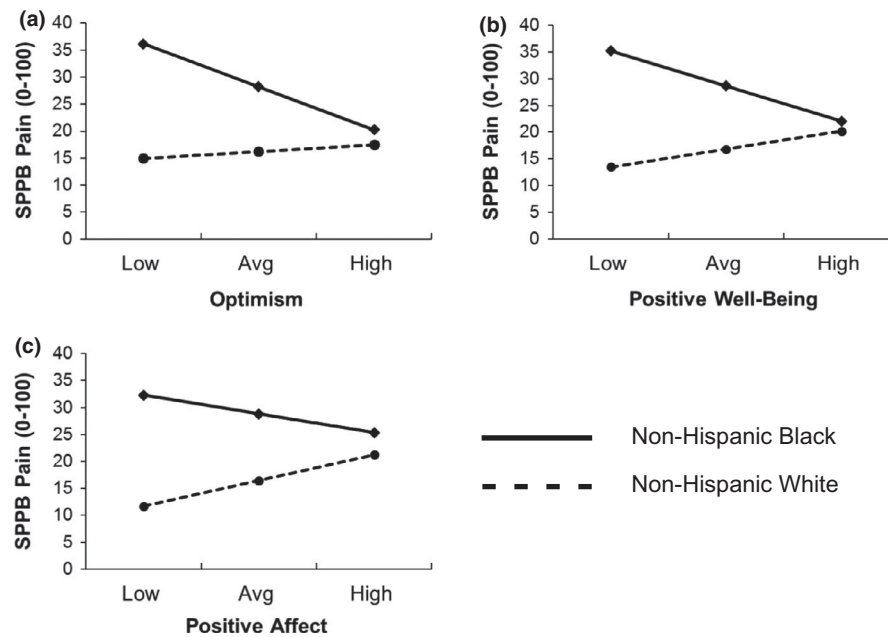 (a)
SPPB Pain (0-100)
40
35
30
25
20
15
10
5
0
Low Avg High
Optimism
(b)
SPPB Pain (0-100)
40
35
30
25
20
15
10
5
0
Low Avg High
Positive Well-Being
(c)
SPPB Pain (0-100)
40
35
30
25
20
15
10
5
0
Low Avg High
Positive Affect
Non-Hispanic Black
Non-Hispanic White